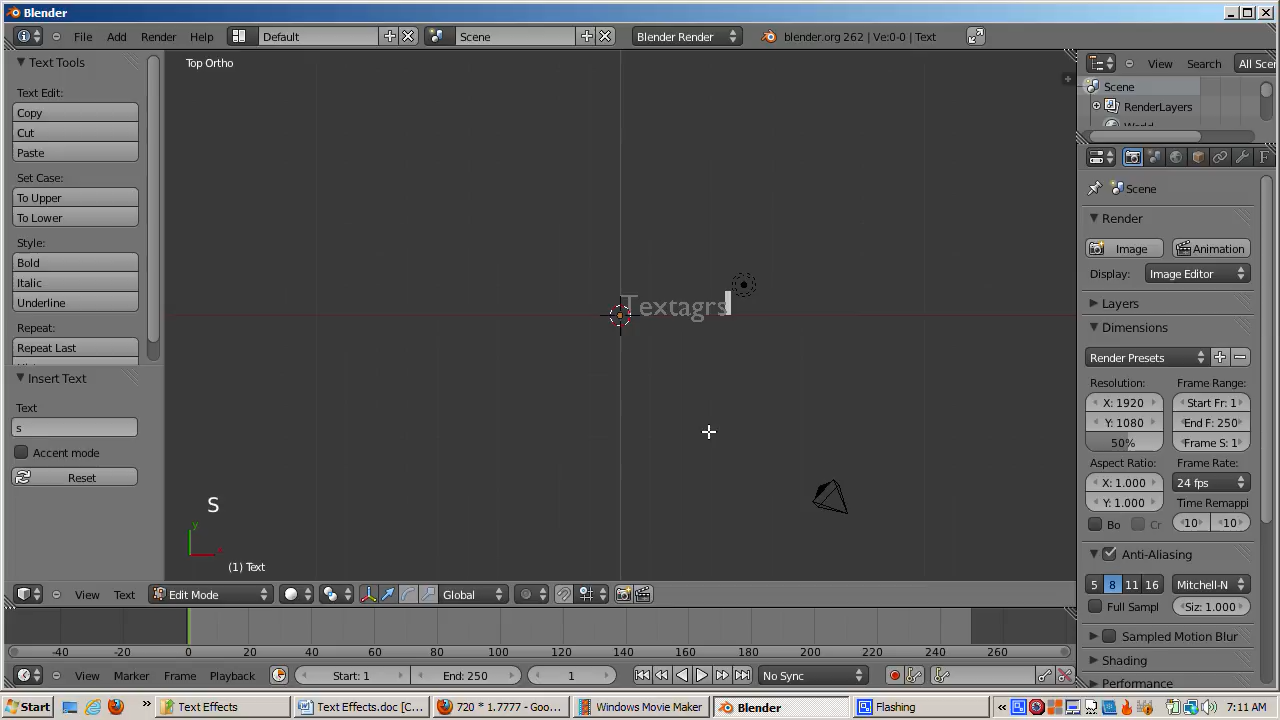 Blender
File Add Render Help Default Scene Blender Render blender.org 262 | Ve:0-0 | Text
Text Tools
Text Edit:
Copy
Cut
Paste
Set Case:
To Upper
To Lower
Style:
Bold
Italic
Underline
Repeat:
Repeat Last
Insert Text
Text
s
Accent mode
Reset
Top Ortho
Textagrs
S
y
(1) Text
View Text Edit Mode Global
-40 -20 0 20 40 60 80 100 120 140 160 180 200 220 240 260
View Marker Frame Playback Start: 1 End: 250 1 No Sync
View Search All Scen
Scene
RenderLayers
Scene
Render
Image Animation
Display: Image Editor
Layers
Dimensions
Render Presets
Resolution: Frame Range:
X: 1920 Start Fr: 1
Y: 1080 End F: 250
50% Frame S: 1
Aspect Ratio: Frame Rate:
X: 1.000 24 fps
Y: 1.000 Time Remappi
Bo Cr 10 10
Anti-Aliasing
5 8 11 16 Mitchell-N
Full Sampl Siz: 1.000
Sampled Motion Blur
Shading
Performance
Start Text Effects Text Effects.doc [C... 720 * 1.7777 - Goo... Windows Movie Maker Blender Flashing 7:11 AM